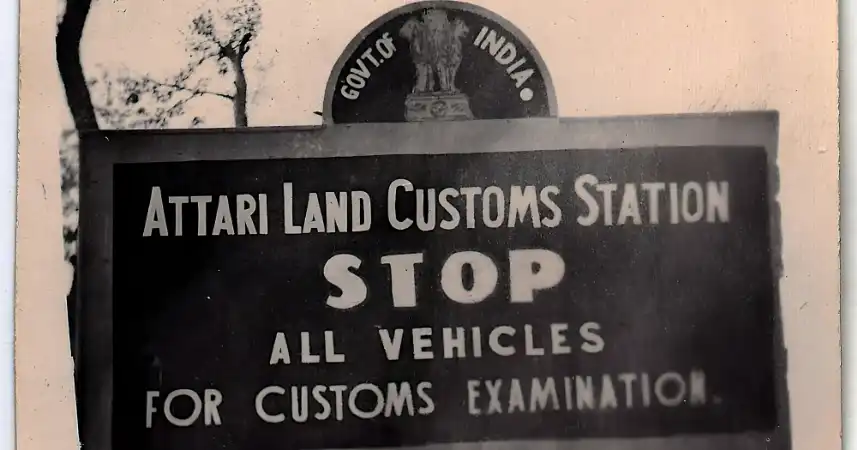 GOVT. OF INDIA.
ATTARI LAND CUSTOMS STATION
STOP
ALL VEHICLES
FOR CUSTOMS EXAMINATION.